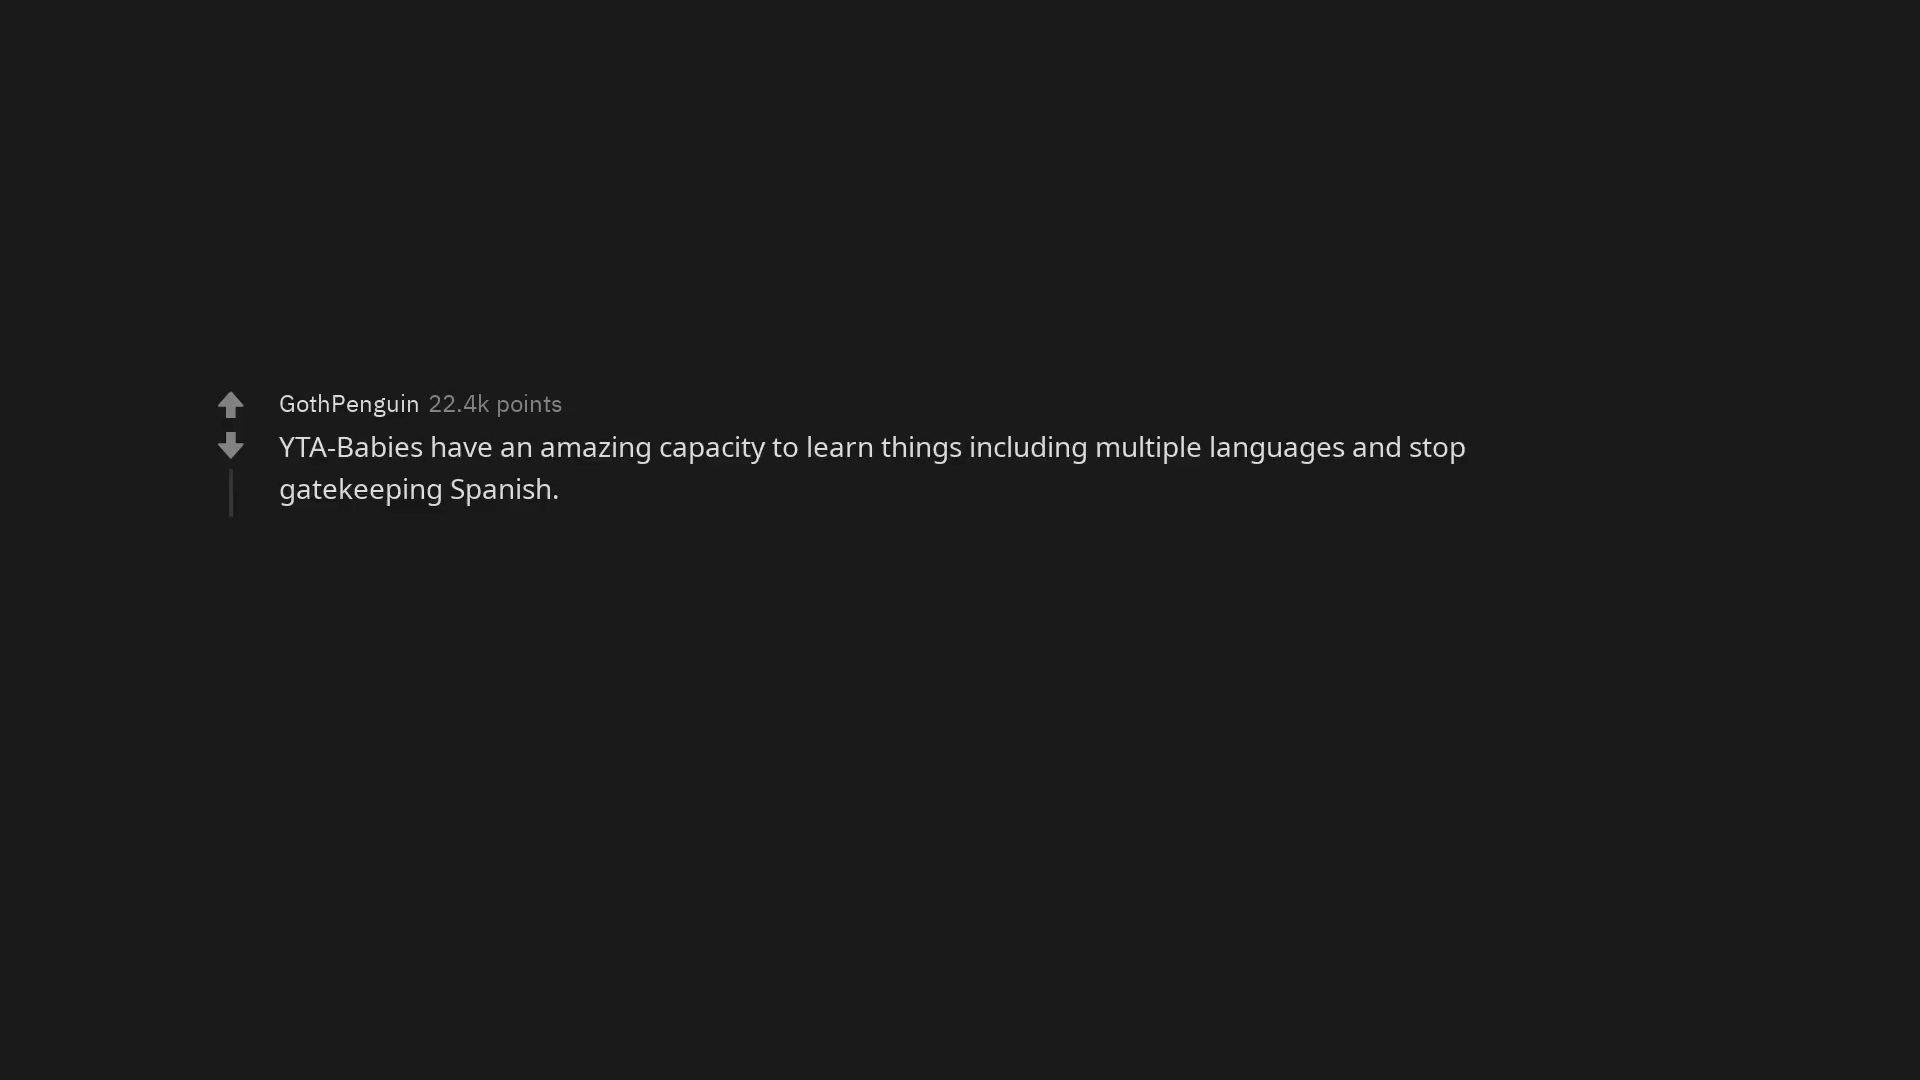 GothPenguin 22.4k points
YTA-Babies have an amazing capacity to learn things including multiple languages and stop
gatekeeping Spanish.